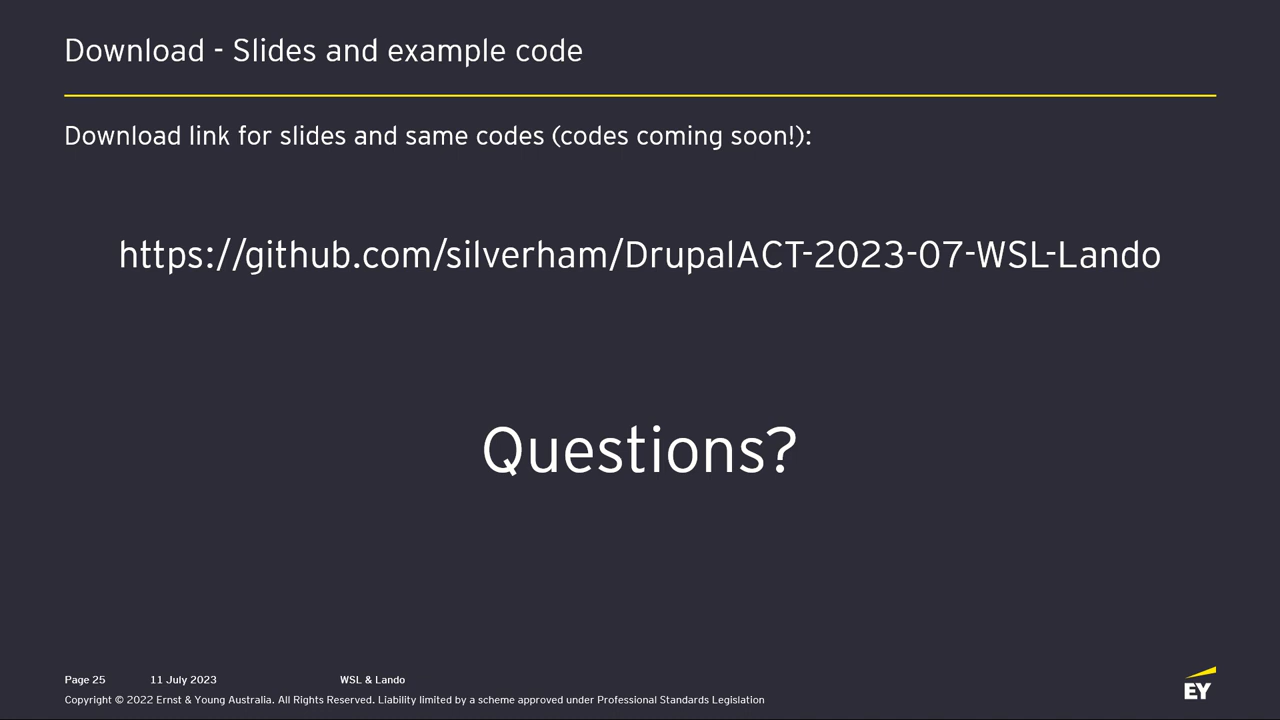 Download - Slides and example code
Download link for slides and same codes (codes coming soon!):
https://github.com/silverham/DrupalACT-2023-07-WSL-Lando
Questions?
Page 25 11 July 2023 WSL & Lando
Copyright © 2022 Ernst & Young Australia. All Rights Reserved. Liability limited by a scheme approved under Professional Standards Legislation
EY